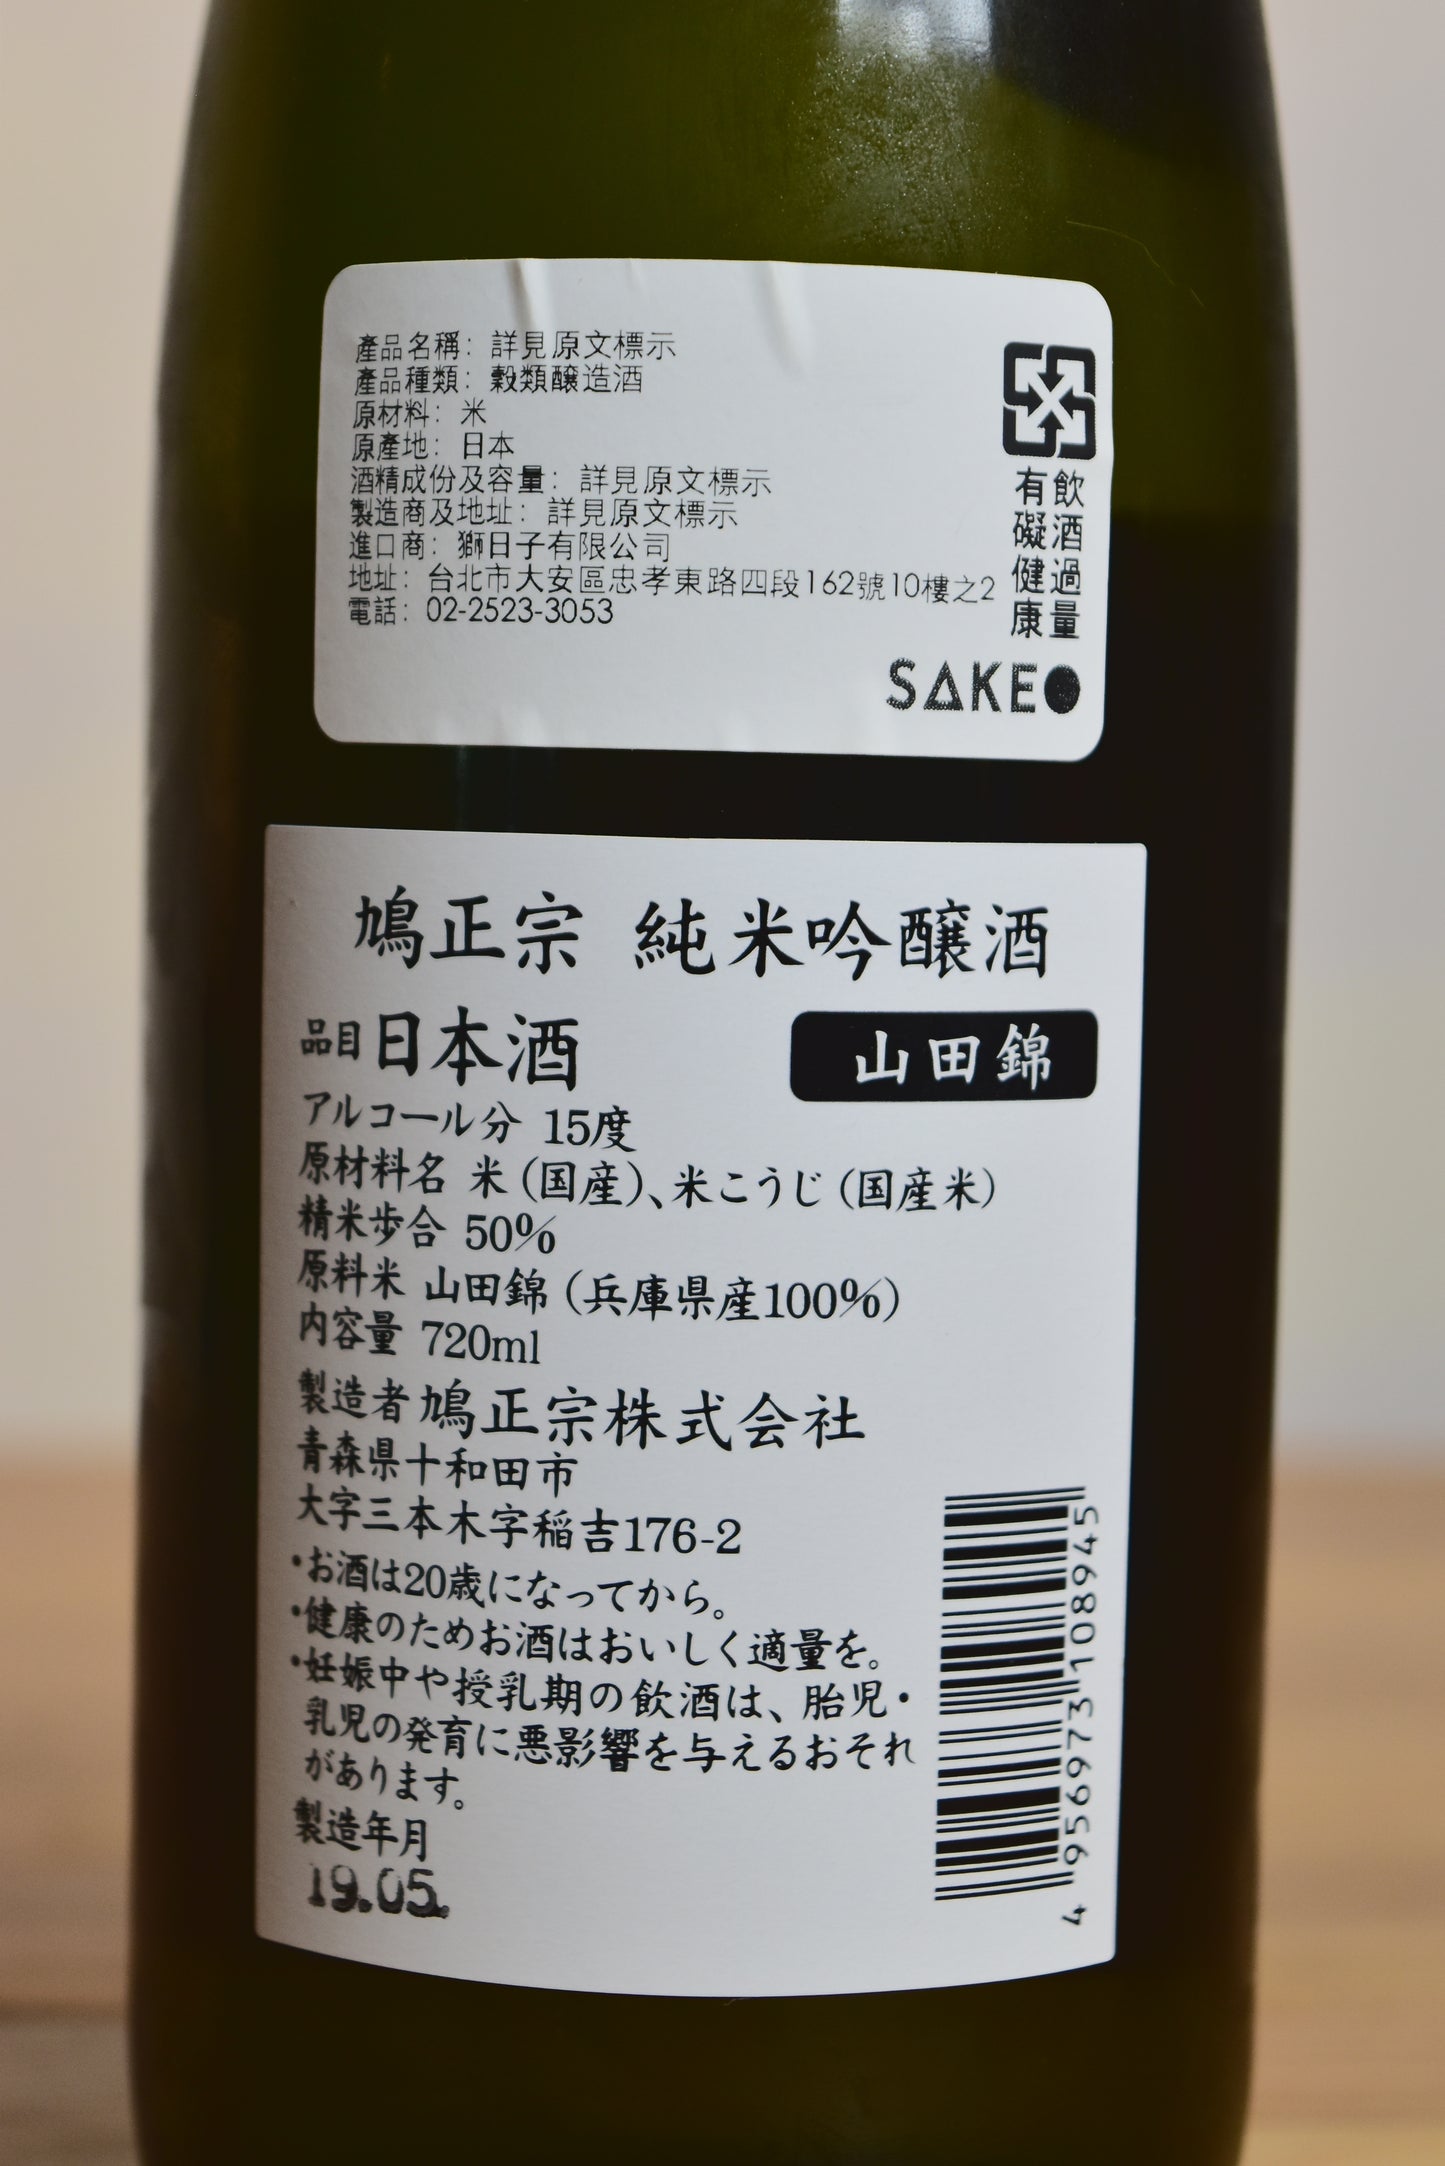 產品名稱：詳見原文標示
產品種類：穀類釀造酒
原材料：米
原產地：日本
酒精成份及容量：詳見原文標示
製造商及地址：詳見原文標示
進口商：獅日子有限公司
地址：台北市大安區忠孝東路四段162號10樓之2
電話：02-2523-3053
飲酒過量
有礙健康
SAKE
鳩正宗 純米吟醸酒
品目 日本酒
山田錦
アルコール分 15度
原材料名 米（国産）、米こうじ（国産米）
精米歩合 50%
原料米 山田錦（兵庫県産100%）
内容量 720ml
製造者 鳩正宗株式会社
青森県十和田市
大字三本木字稲吉176-2
・お酒は20歳になってから。
・健康のためお酒はおいしく適量を。
・妊娠中や授乳期の飲酒は、胎児・
乳児の発育に悪影響を与えるおそれ
があります。
製造年月
19.05.
4 956973 108945